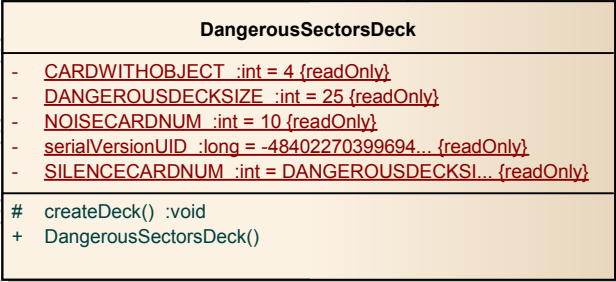 DangerousSectorsDeck
- CARDWITHOBJECT :int = 4 {readOnly}
- DANGEROUSDECKSIZE :int = 25 {readOnly}
- NOISECARDNUM :int = 10 {readOnly}
- serialVersionUID :long = -48402270399694... {readOnly}
- SILENCECARDNUM :int = DANGEROUSDECKSI... {readOnly}
# createDeck() :void
+ DangerousSectorsDeck()